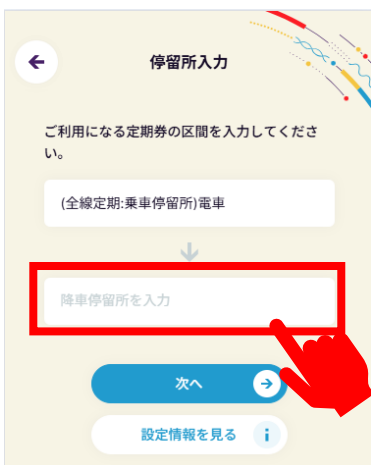 停留所入力
ご利用になる定期券の区間を入力してくださ
い。
(全線定期:乗車停留所)電車
降車停留所を入力
次へ
設定情報を見る i